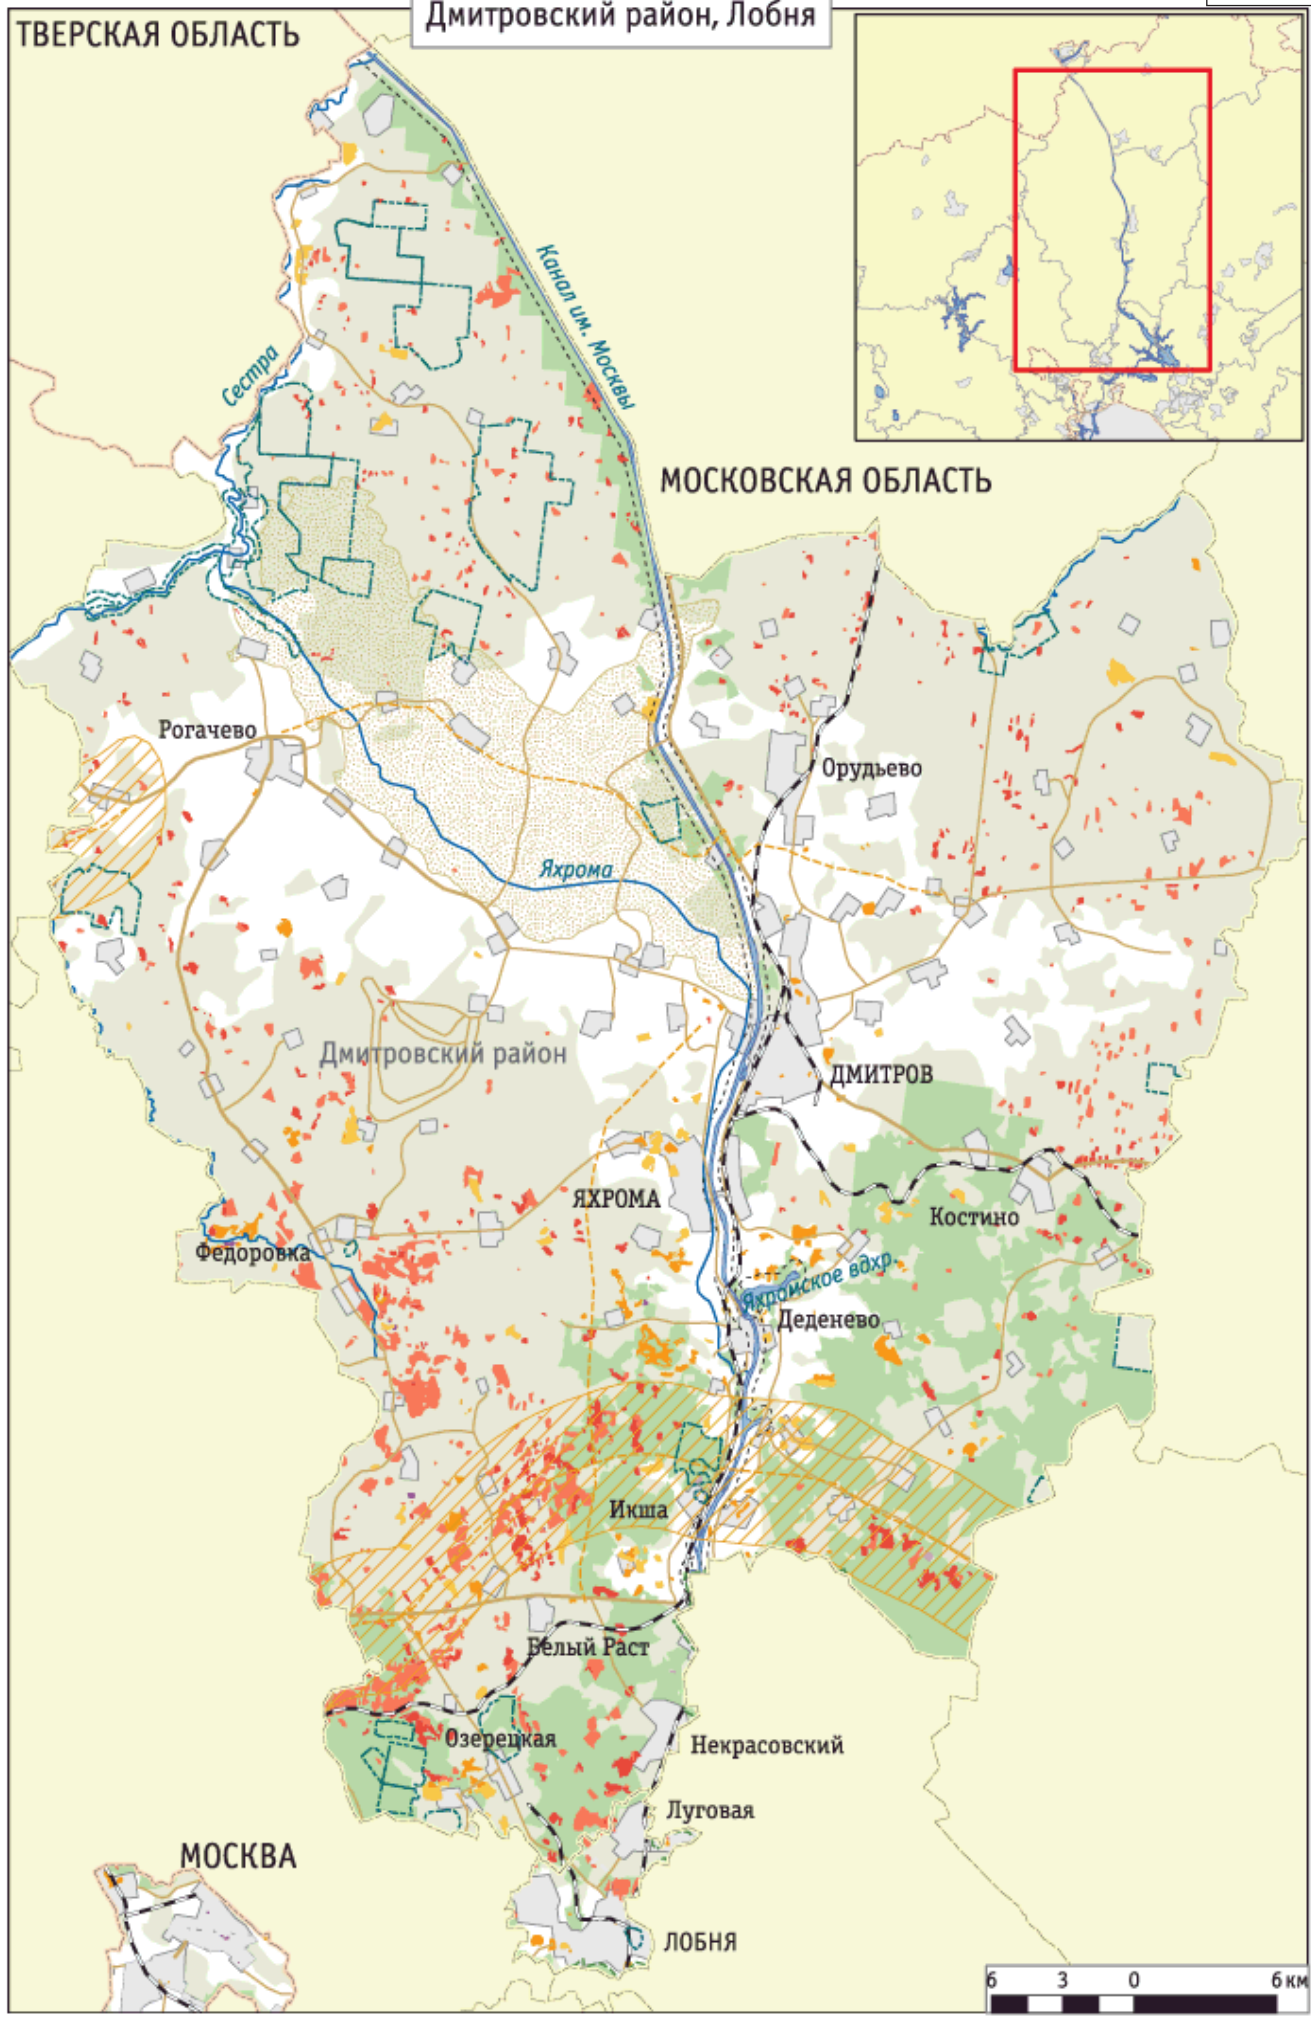 Дмитровский район, Лобня
ТВЕРСКАЯ ОБЛАСТЬ
Канал им. Москвы
Сестра
МОСКОВСКАЯ ОБЛАСТЬ
Рогачево
Орудьево
Яхрома
Дмитровский район
ДМИТРОВ
ЯХРОМА
Костино
Федоровка
Яхромское вдхр.
Деденево
Икша
Белый Раст
Озерецкая
Некрасовский
Луговая
МОСКВА
ЛОБНЯ
6 3 0 6 км